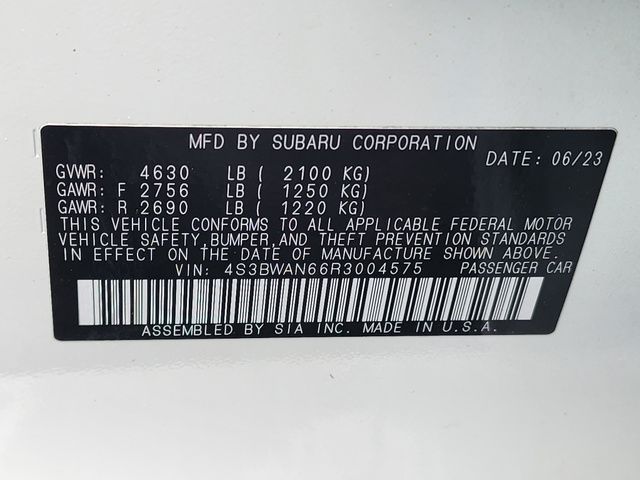 MFD BY SUBARU CORPORATION
DATE: 06/23
GVWR: 4630 LB ( 2100 KG)
GAWR: F 2756 LB ( 1250 KG)
GAWR: R 2690 LB ( 1220 KG)
THIS VEHICLE CONFORMS TO ALL APPLICABLE FEDERAL MOTOR
VEHICLE SAFETY,BUMPER,AND THEFT PREVENTION STANDARDS
IN EFFECT ON THE DATE OF MANUFACTURE SHOWN ABOVE.
VIN: 4S3BWAN66R3004575 PASSENGER CAR
ASSEMBLED BY SIA INC. MADE IN U.S.A.